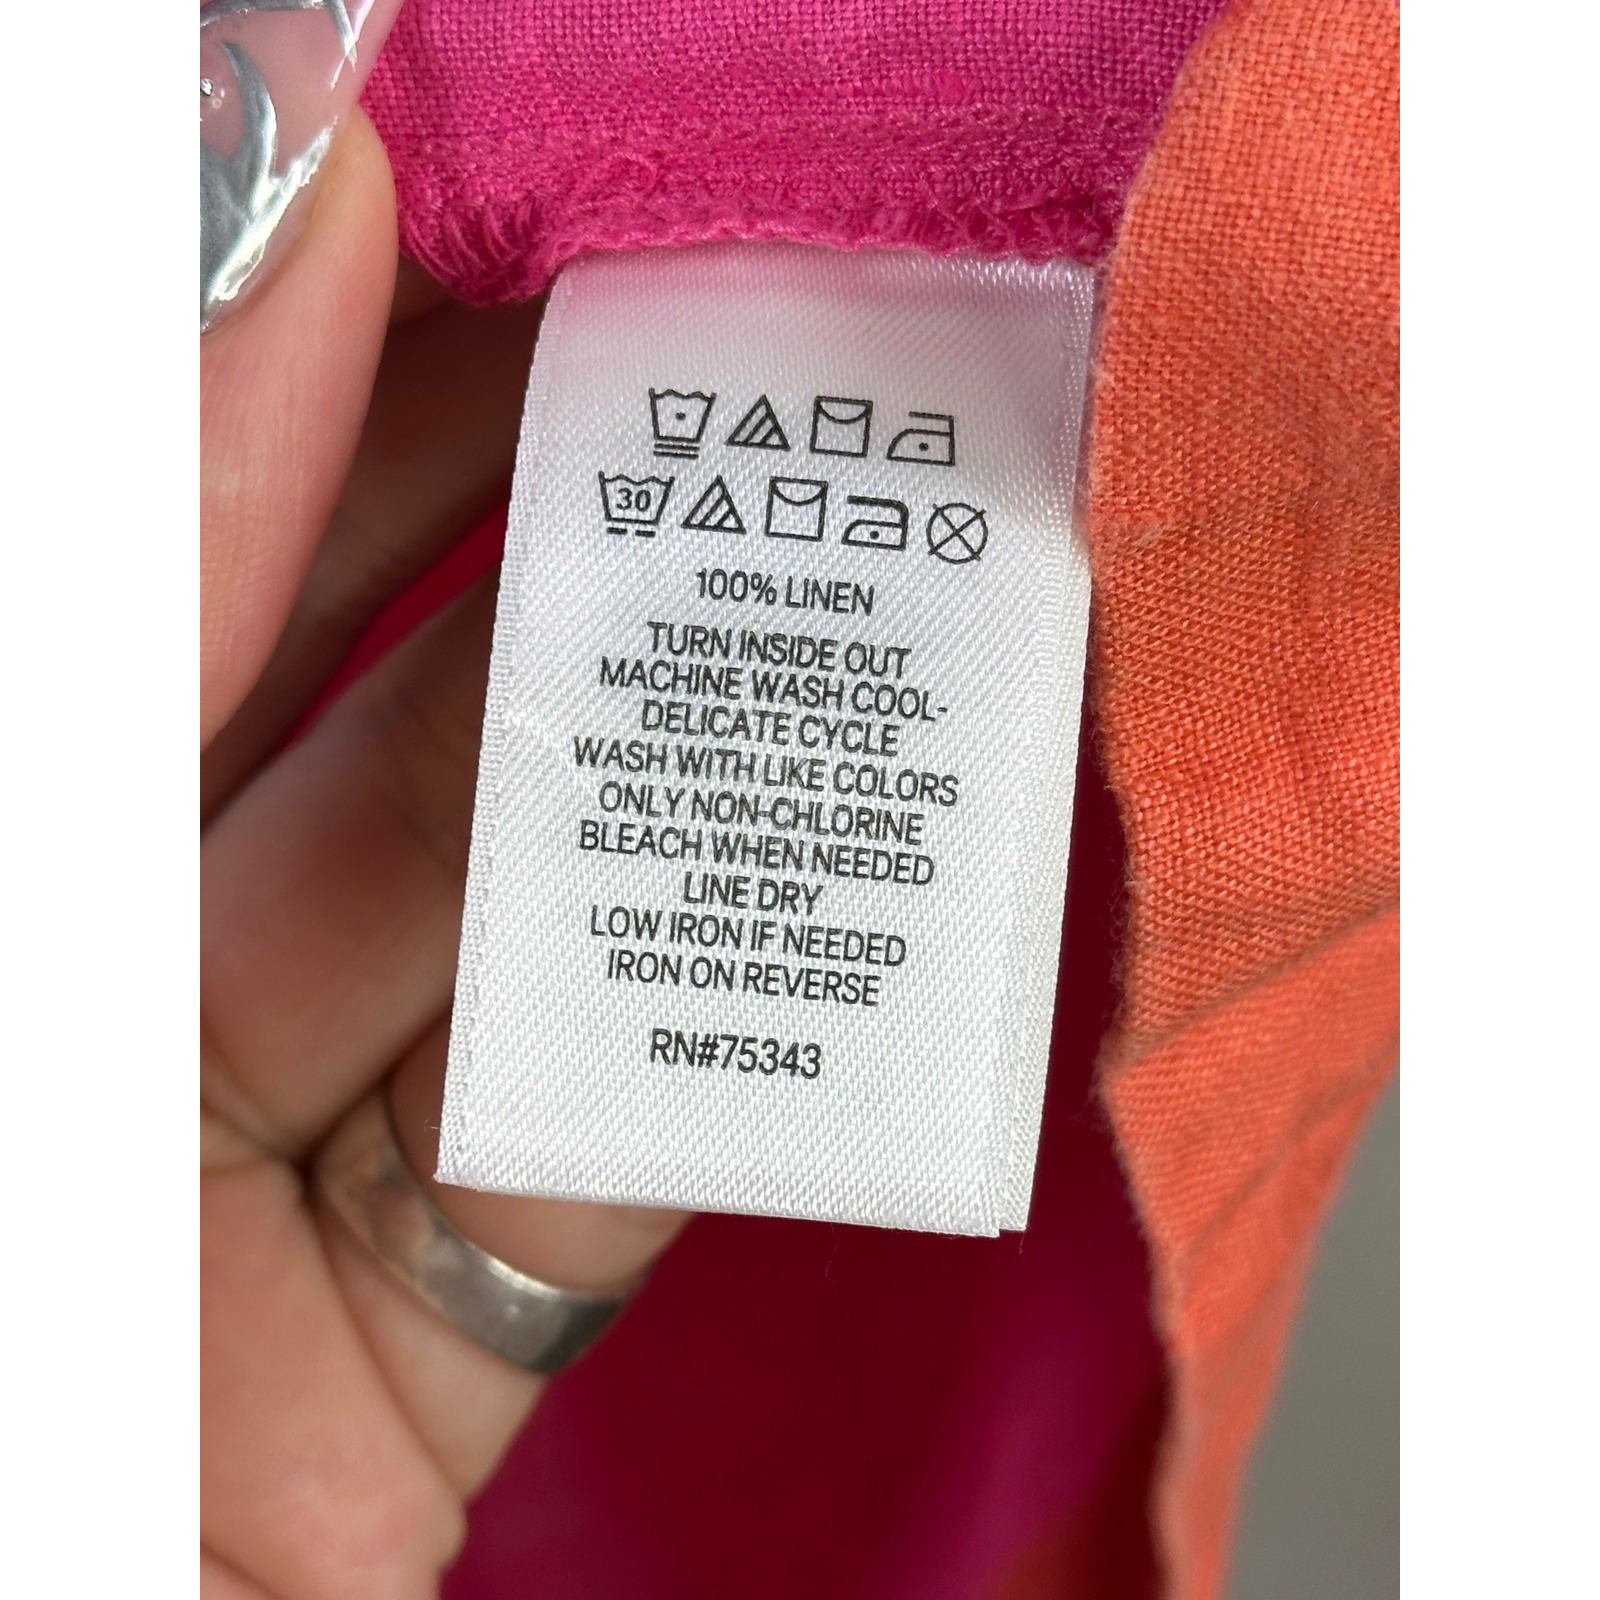 30
100% LINEN
TURN INSIDE OUT
MACHINE WASH COOL-
DELICATE CYCLE
WASH WITH LIKE COLORS
ONLY NON-CHLORINE
BLEACH WHEN NEEDED
LINE DRY
LOW IRON IF NEEDED
IRON ON REVERSE
RN#75343